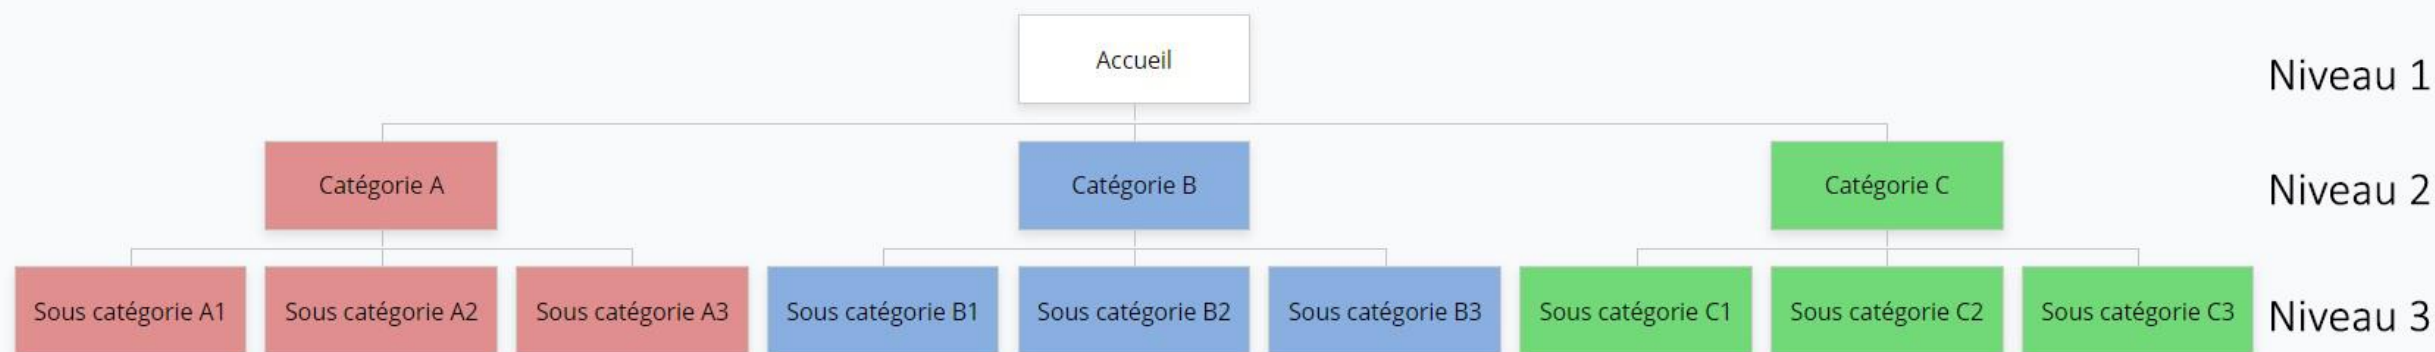 Accueil
Niveau 1
Catégorie A
Catégorie B
Catégorie C
Niveau 2
Sous catégorie A1
Sous catégorie A2
Sous catégorie A3
Sous catégorie B1
Sous catégorie B2
Sous catégorie B3
Sous catégorie C1
Sous catégorie C2
Sous catégorie C3
Niveau 3